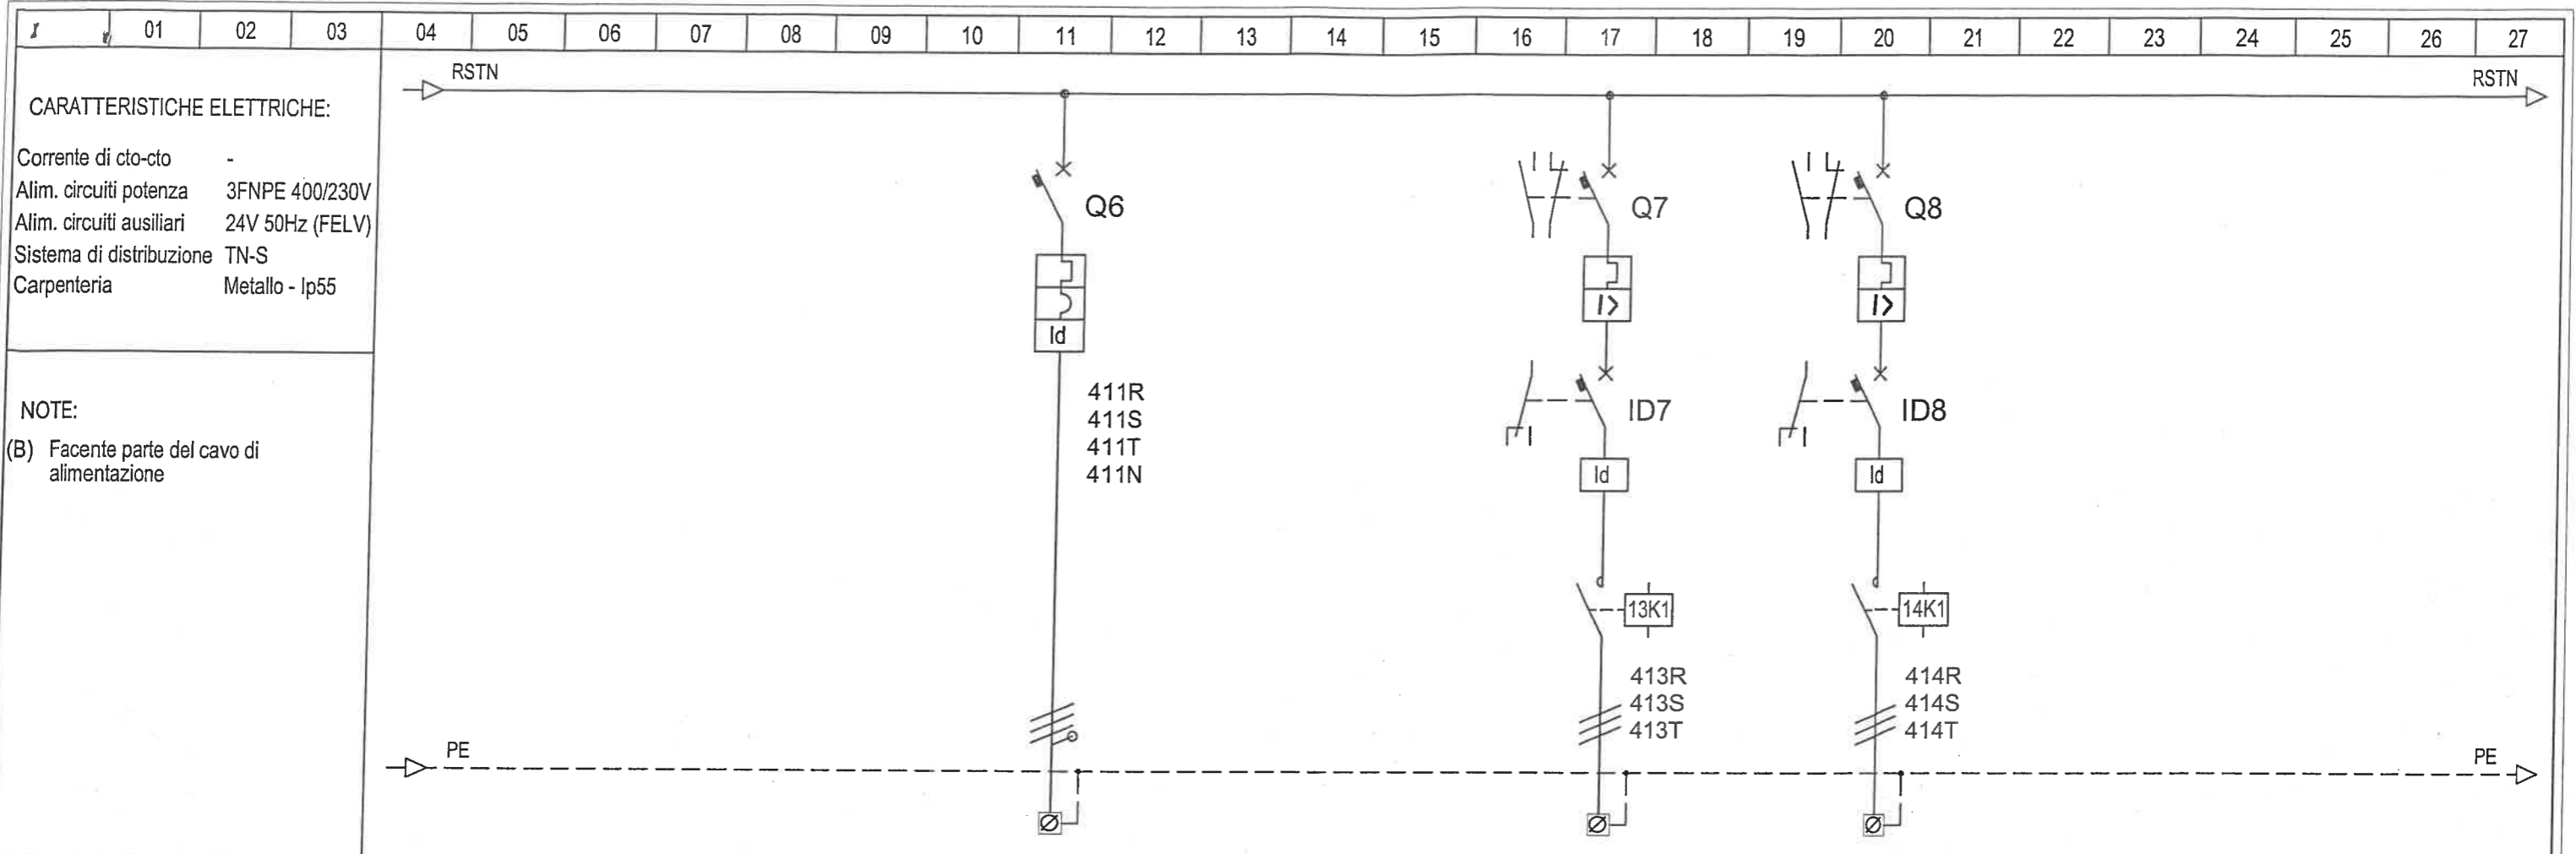 01 02 03 04 05 06 07 08 09 10 11 12 13 14 15 16 17 18 19 20 21 22 23 24 25 26 27
RSTN RSTN
CARATTERISTICHE ELETTRICHE:
Corrente di cto-cto -
Alim. circuiti potenza 3FNPE 400/230V
Alim. circuiti ausiliari 24V 50Hz (FELV)
Sistema di distribuzione TN-S
Carpenteria Metallo - Ip55
NOTE:
(B) Facente parte del cavo di
alimentazione
Q6
Id
411R
411S
411T
411N
Q7
I>
ID7
Id
13K1
413R
413S
413T
Q8
I>
ID8
Id
14K1
414R
414S
414T
PE PE